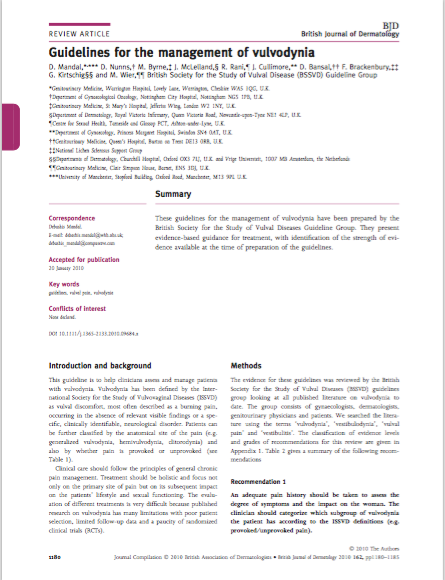 REVIEW ARTICLE
BJD
British Journal of Dermatology
Guidelines for the management of vulvodynia
D. Mandal,*,*** D. Nunns,† M. Byrne,‡ J. McLelland,§ R. Rani,¶ J. Cullimore,** D. Bansal,†† F. Brackenbury,‡‡
G. Kirtschig§§ and M. Wier,¶¶ British Society for the Study of Vulval Disease (BSSVD) Guideline Group
*Genitourinary Medicine, Warrington Hospital, Lovely Lane, Warrington, Cheshire WA5 1QG, U.K.
†Department of Gynaecological Oncology, Nottingham City Hospital, Nottingham NG5 1PB, U.K.
‡Genitourinary Medicine, St Mary's Hospital, Jefferiss Wing, London W2 1NY, U.K.
§Department of Dermatology, Royal Victoria Infirmary, Queen Victoria Road, Newcastle-upon-Tyne NE1 4LP, U.K.
¶Centre for Sexual Health, Tameside and Glossop PCT, Ashton-under-Lyne, U.K.
**Department of Gynaecology, Princess Margaret Hospital, Swindon SN4 0AT, U.K.
††Genitourinary Medicine, Queen's Hospital, Burton on Trent DE13 0RB, U.K.
‡‡National Lichen Sclerosus Support Group
§§Departments of Dermatology, Churchill Hospital, Oxford OX3 7LJ, U.K. and Vrije Universiteit, 1007 MB Amsterdam, the Netherlands
¶¶Genitourinary Medicine, Clair Simpson House, Barnet, EN5 3DJ, U.K.
***University of Manchester, Stopford Building, Oxford Road, Manchester, M13 9PL U.K.
Summary
Correspondence
Debashis Mandal.
E-mail: debashis.mandal@whh.nhs.uk;
debashis_mandal@compuserve.com
Accepted for publication
20 January 2010
Key words
guidelines, vulval pain, vulvodynia
Conflicts of interest
None declared.
DOI 10.1111/j.1365-2133.2010.09684.x
These guidelines for the management of vulvodynia have been prepared by the
British Society for the Study of Vulval Diseases Guideline Group. They present
evidence-based guidance for treatment, with identification of the strength of evi-
dence available at the time of preparation of the guidelines.
Introduction and background
This guideline is to help clinicians assess and manage patients
with vulvodynia. Vulvodynia has been defined by the Inter-
national Society for the Study of Vulvovaginal Diseases (ISSVD)
as vulval discomfort, most often described as a burning pain,
occurring in the absence of relevant visible findings or a spe-
cific, clinically identifiable, neurological disorder. Patients can
be further classified by the anatomical site of the pain (e.g.
generalized vulvodynia, hemivulvodynia, clitorodynia) and
also by whether pain is provoked or unprovoked (see
Table 1).
Clinical care should follow the principles of general chronic
pain management. Treatment should be holistic and focus not
only on the primary site of pain but on its subsequent impact
on the patients' lifestyle and sexual functioning. The evalua-
tion of different treatments is very difficult because published
research on vulvodynia has many limitations with poor patient
selection, limited follow-up data and a paucity of randomized
clinical trials (RCTs).
Methods
The evidence for these guidelines was reviewed by the British
Society for the Study of Vulval Diseases (BSSVD) guidelines
group looking at all published literature on vulvodynia to
date. The group consists of gynaecologists, dermatologists,
genitourinary physicians and patients. We searched the litera-
ture using the terms 'vulvodynia', 'vestibulodynia', 'vulval
pain' and 'vestibulitis'. The classification of evidence levels
and grades of recommendations for this review are given in
Appendix 1. Table 2 gives a summary of the following recom-
mendations
Recommendation 1
An adequate pain history should be taken to assess the
degree of symptoms and the impact on the woman. The
clinician should categorize which subgroup of vulvodynia
the patient has according to the ISSVD definitions (e.g.
provoked/unprovoked pain).
© 2010 The Authors
1180
Journal Compilation © 2010 British Association of Dermatologists • British Journal of Dermatology 2010 162, pp1180–1185